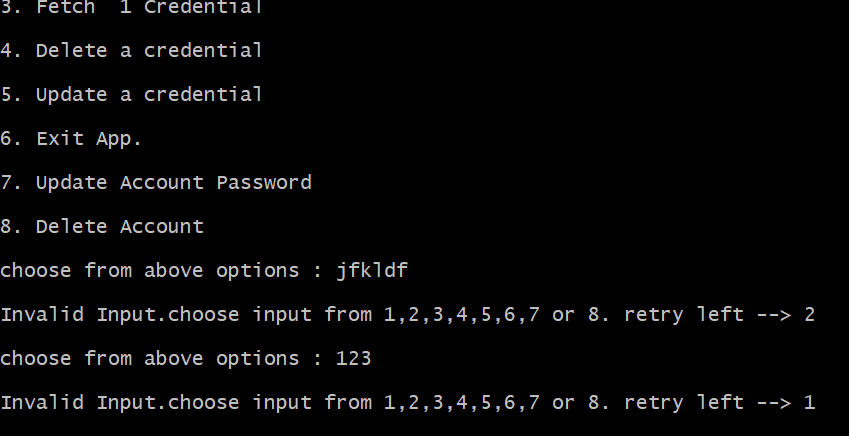 3. Fetch  1 Credential
4. Delete a credential
5. Update a credential
6. Exit App.
7. Update Account Password
8. Delete Account
choose from above options : jfkldf
Invalid Input.choose input from 1,2,3,4,5,6,7 or 8. retry left --> 2
choose from above options : 123
Invalid Input.choose input from 1,2,3,4,5,6,7 or 8. retry left --> 1